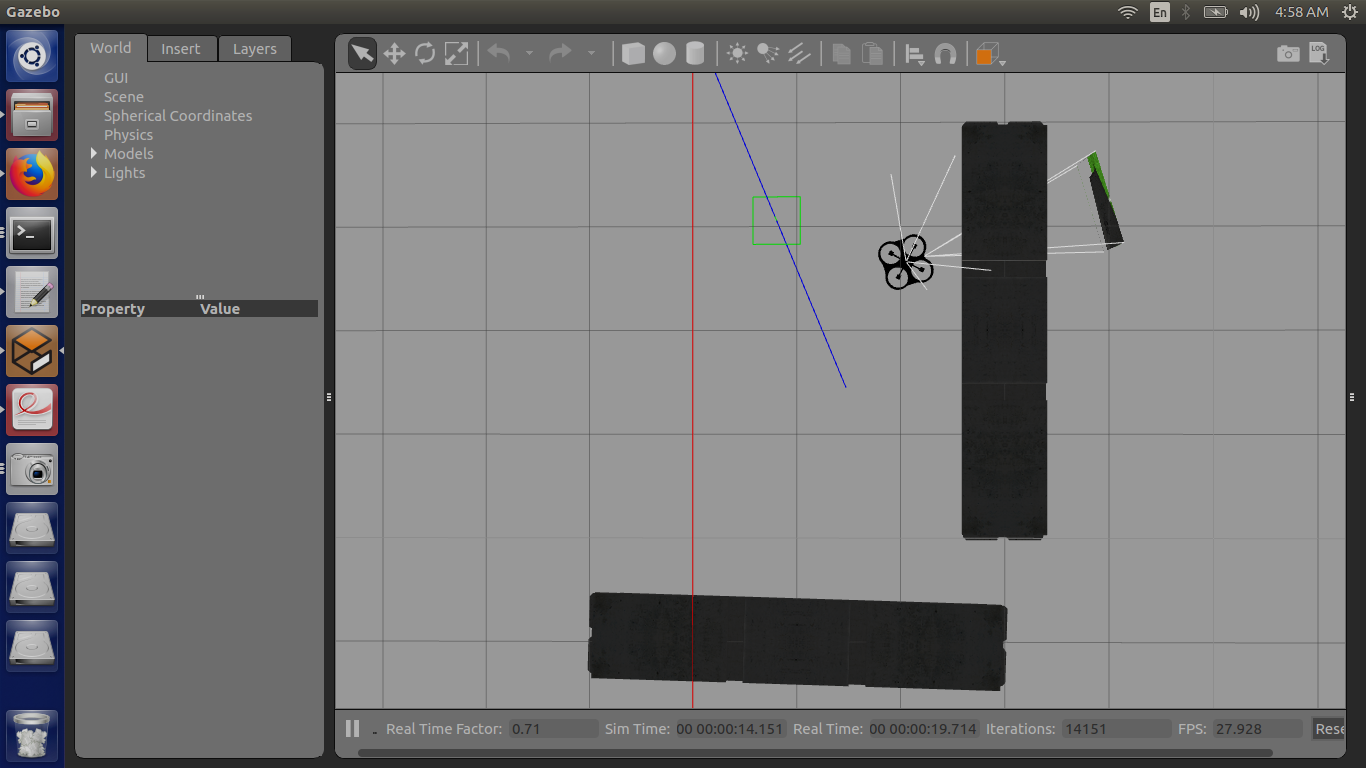 Gazebo
En
4:58 AM
World
Insert
Layers
LOG
GUI
Scene
Spherical Coordinates
Physics
Models
Lights
Property Value
Real Time Factor: 0.71 Sim Time: 00 00:00:14.151 Real Time: 00 00:00:19.714 Iterations: 14151 FPS: 27.928 Rese